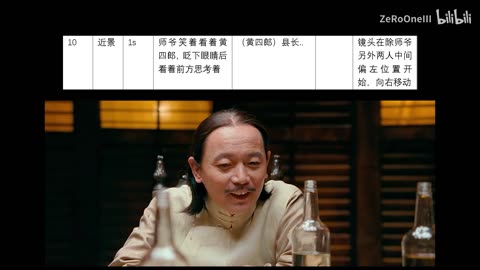 ZeRoOneIII bilibili
10 近景 1s 师爷笑着看着黄 （黄四郎）县长.. 镜头在除师爷
四郎，眨下眼睛后 另外两人中间
看着前方思考着 偏左位置开
始，向右移动